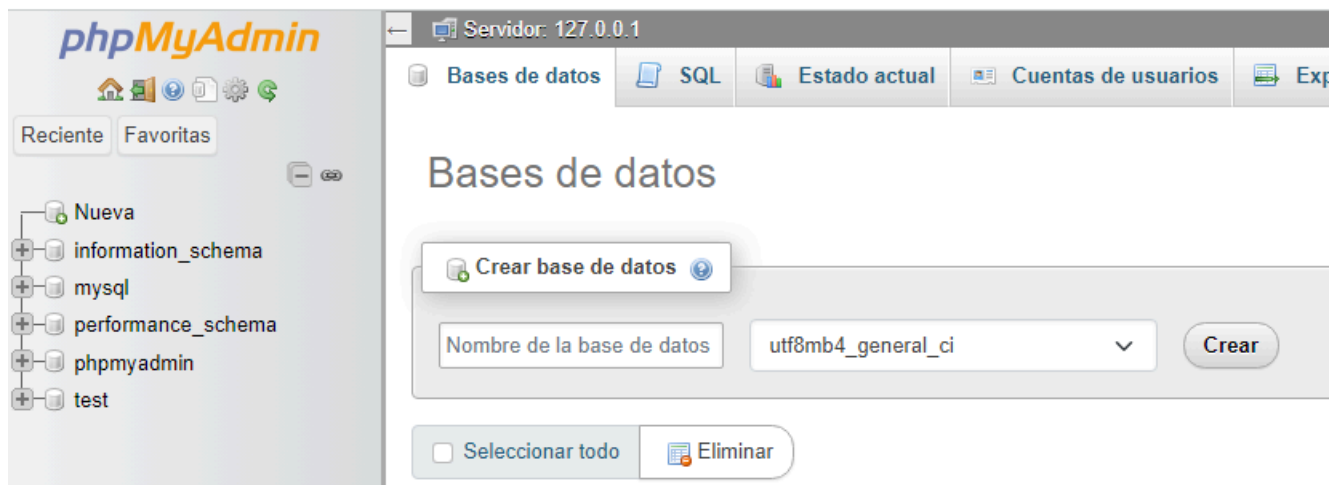 phpMyAdmin
Reciente Favoritas
Nueva
information_schema
mysql
performance_schema
phpmyadmin
test
← Servidor: 127.0.0.1
Bases de datos SQL Estado actual Cuentas de usuarios Exp
Bases de datos
Crear base de datos
Nombre de la base de datos utf8mb4_general_ci Crear
Seleccionar todo Eliminar